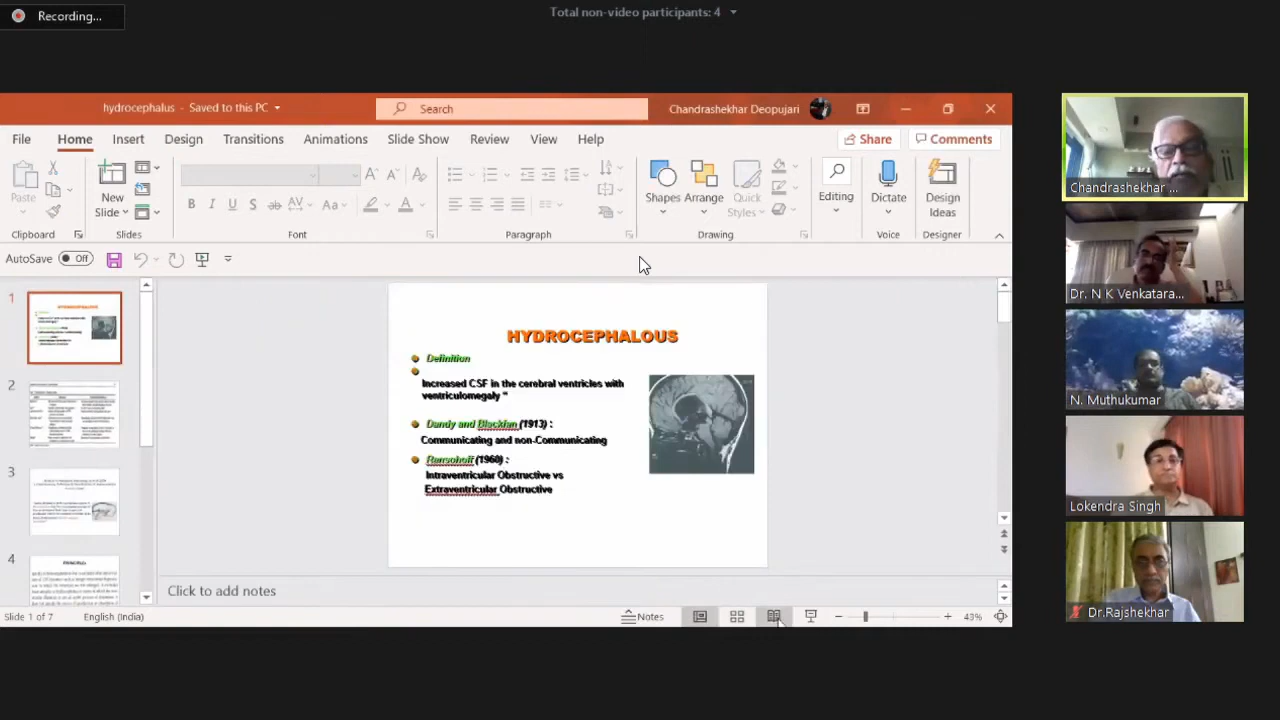 Recording...
Total non-video participants: 4
hydrocephalus - Saved to this PC
Search
Chandrashekhar Deopujari
File Home Insert Design Transitions Animations Slide Show Review View Help
Share Comments
Paste
New
Slide
Shapes Arrange Quick
Styles
Editing
Dictate
Design
Ideas
Clipboard Slides Font Paragraph Drawing Voice Designer
AutoSave Off
1
2
3
4
HYDROCEPHALOUS
Definition
Increased CSF in the cerebral ventricles with
ventriculomegaly "
Dandy and Blackfan (1913) :
Communicating and non-Communicating
Ransohoff (1960) :
Intraventricular Obstructive vs
Extraventricular Obstructive
Click to add notes
Slide 1 of 7 English (India) Notes 43%
Chandrashekhar ...
Dr. N K Venkatara...
N. Muthukumar
Lokendra Singh
Dr.Rajshekhar